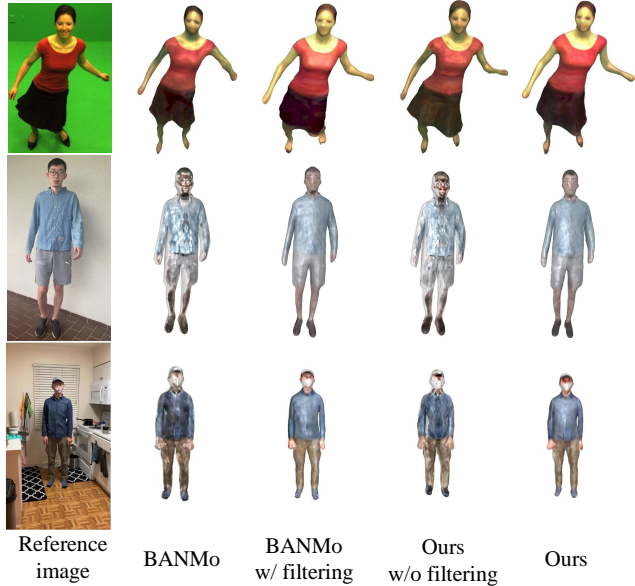 Reference
image
BANMo
BANMo
w/ filtering
Ours
w/o filtering
Ours